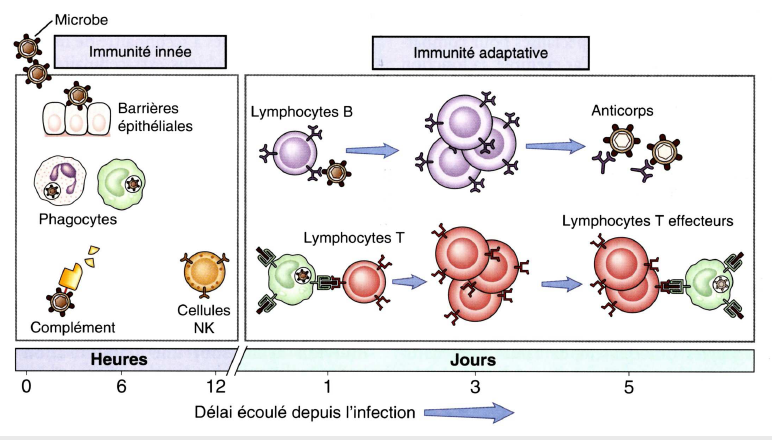 Microbe
Immunité innée
Immunité adaptative
Barrières
épithéliales
Lymphocytes B
Anticorps
Phagocytes
Lymphocytes T
Lymphocytes T effecteurs
Complément
Cellules
NK
Heures
Jours
0 6 12 1 3 5
Délai écoulé depuis l'infection